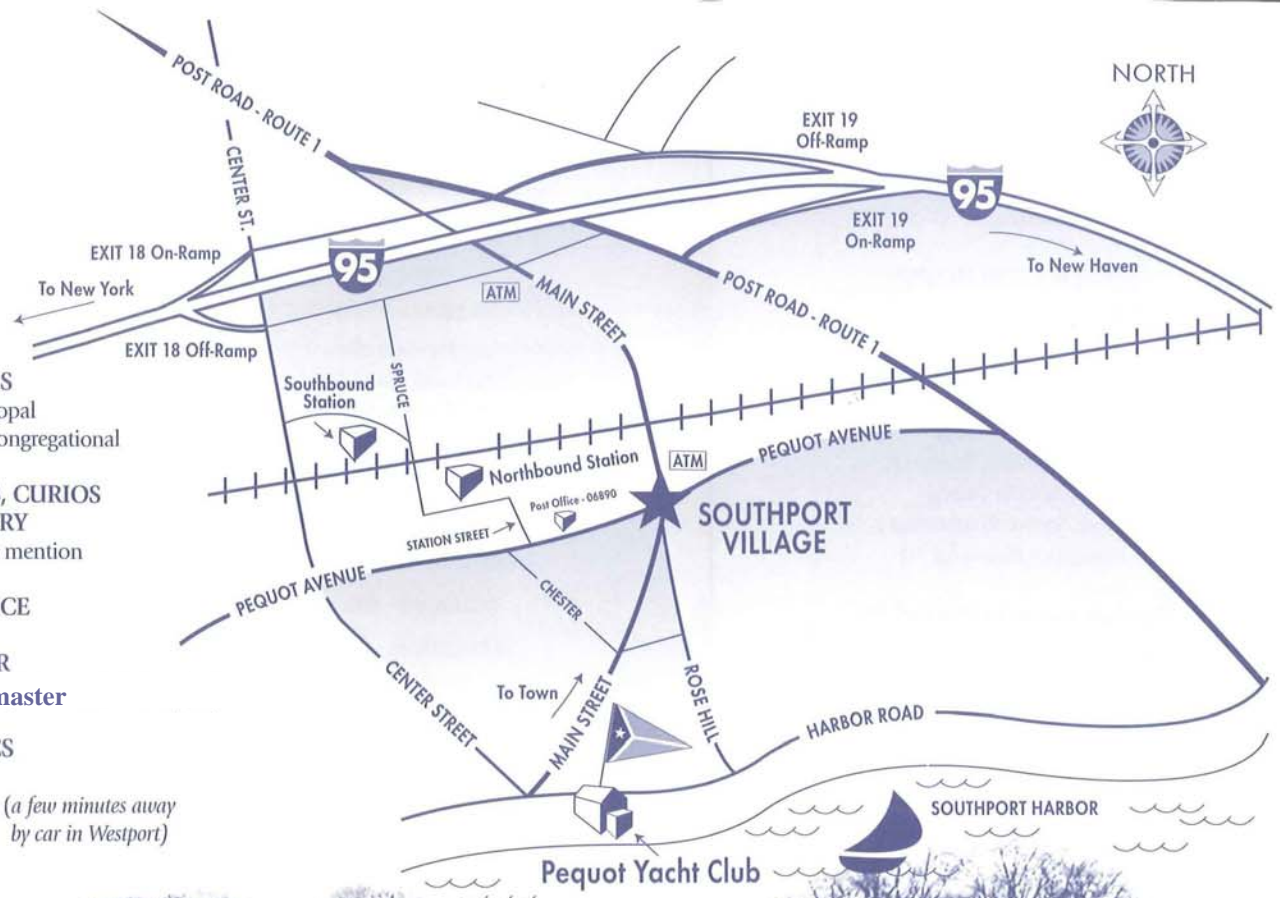 NORTH
POST ROAD - ROUTE 1
CENTER ST.
EXIT 19
Off-Ramp
95
EXIT 19
On-Ramp
To New Haven
EXIT 18 On-Ramp
95
To New York
ATM
MAIN STREET
POST ROAD - ROUTE 1
EXIT 18 Off-Ramp
SPRUCE
Southbound
Station
Northbound Station
ATM
PEQUOT AVENUE
Post Office - 06890
STATION STREET
SOUTHPORT
VILLAGE
PEQUOT AVENUE
CHESTER
CENTER STREET
To Town
MAIN STREET
ROSE HILL
HARBOR ROAD
SOUTHPORT HARBOR
Pequot Yacht Club
S
opal
ongregational
, CURIOS
RY
mention
CE
R
master
ES
(a few minutes away
by car in Westport)